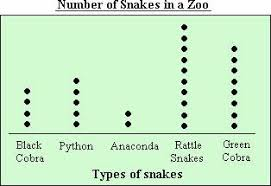 Number of Snakes in a Zoo
Black Python Anaconda Rattle Green
Cobra Snakes Cobra
Types of snakes